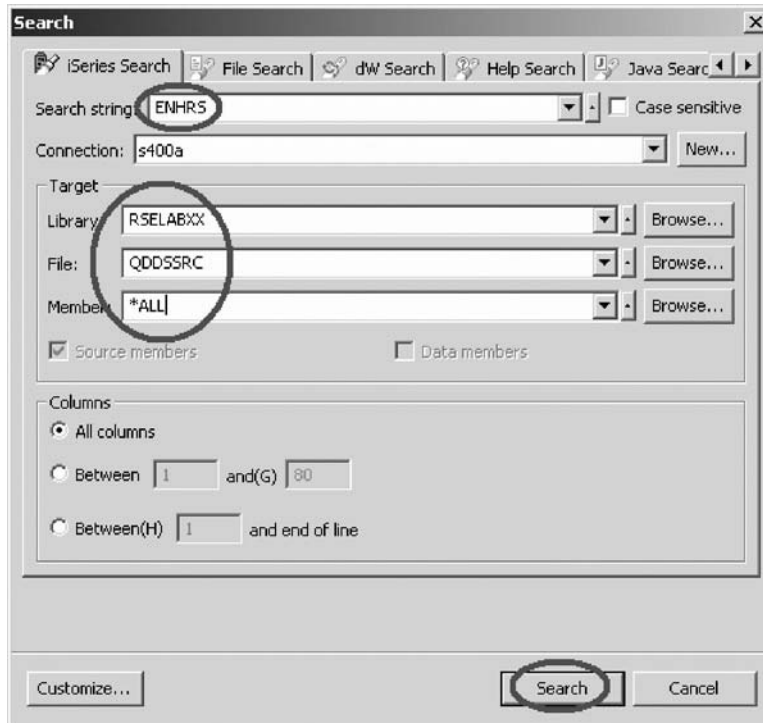 Search
iSeries Search File Search dW Search Help Search Java Searc
Search string: ENHRS Case sensitive
Connection: s400a New...
Target
Library: RSELABXX Browse...
File: QDDSSRC Browse...
Member: *ALL Browse...
Source members Data members
Columns
All columns
Between 1 and(G) 80
Between(H) 1 and end of line
Customize... Search Cancel